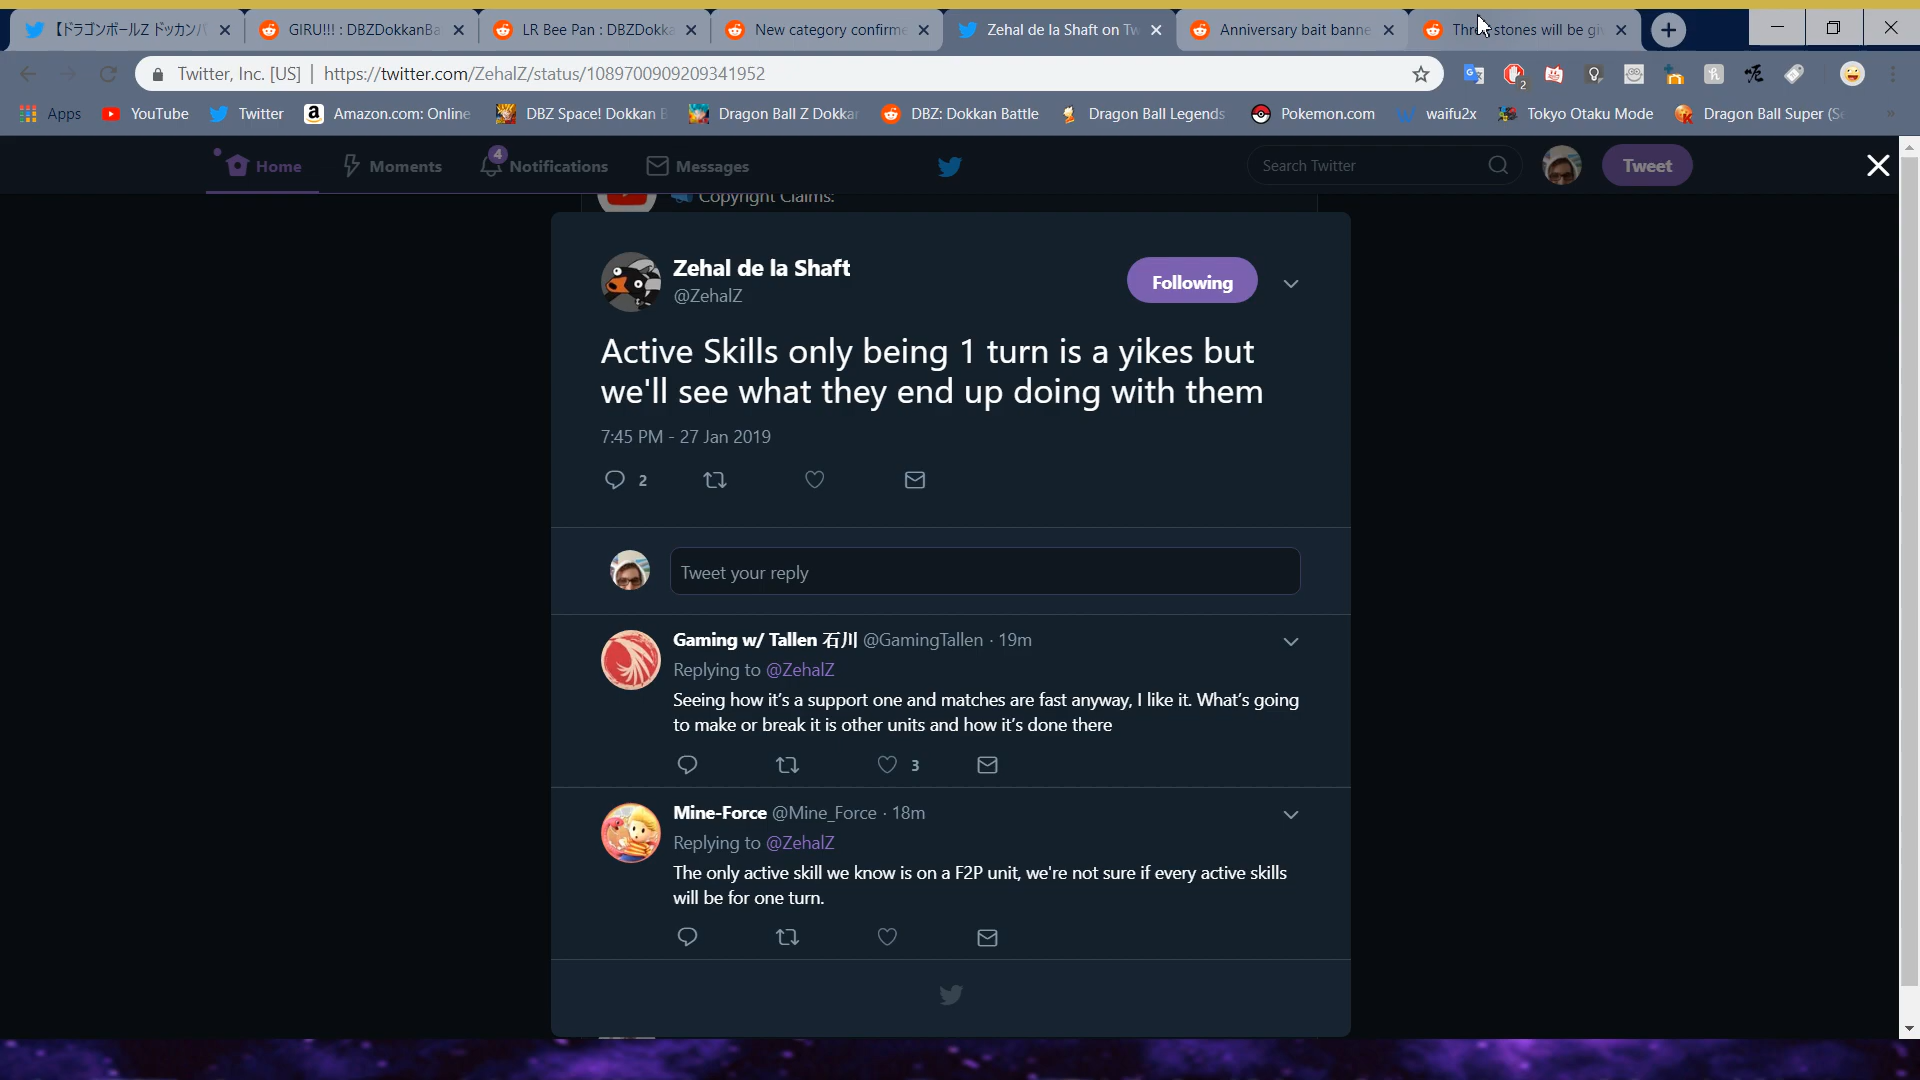 【ドラゴンボールZ ドッカンバ
GIRU!!! : DBZDokkanBa
LR Bee Pan : DBZDokka
New category confirme
Zehal de la Shaft on Tw
Anniversary bait banne
stones will be giv
Twitter, Inc. [US] | https://twitter.com/ZehalZ/status/1089700909209341952
2
Apps
YouTube
Twitter
Amazon.com: Online
DBZ Space! Dokkan B
Dragon Ball Z Dokkan
DBZ: Dokkan Battle
Dragon Ball Legends
Pokemon.com
waifu2x
Tokyo Otaku Mode
Dragon Ball Super (Se
»
Home
Moments
4
Notifications
Messages
Search Twitter
Tweet
Copyright Claims:
Zehal de la Shaft
@ZehalZ
Following
Active Skills only being 1 turn is a yikes but
we'll see what they end up doing with them
7:45 PM - 27 Jan 2019
2
Tweet your reply
Gaming w/ Tallen 石川 @GamingTallen · 19m
Replying to @ZehalZ
Seeing how it's a support one and matches are fast anyway, I like it. What's going
to make or break it is other units and how it's done there
3
Mine-Force @Mine_Force · 18m
Replying to @ZehalZ
The only active skill we know is on a F2P unit, we're not sure if every active skills
will be for one turn.